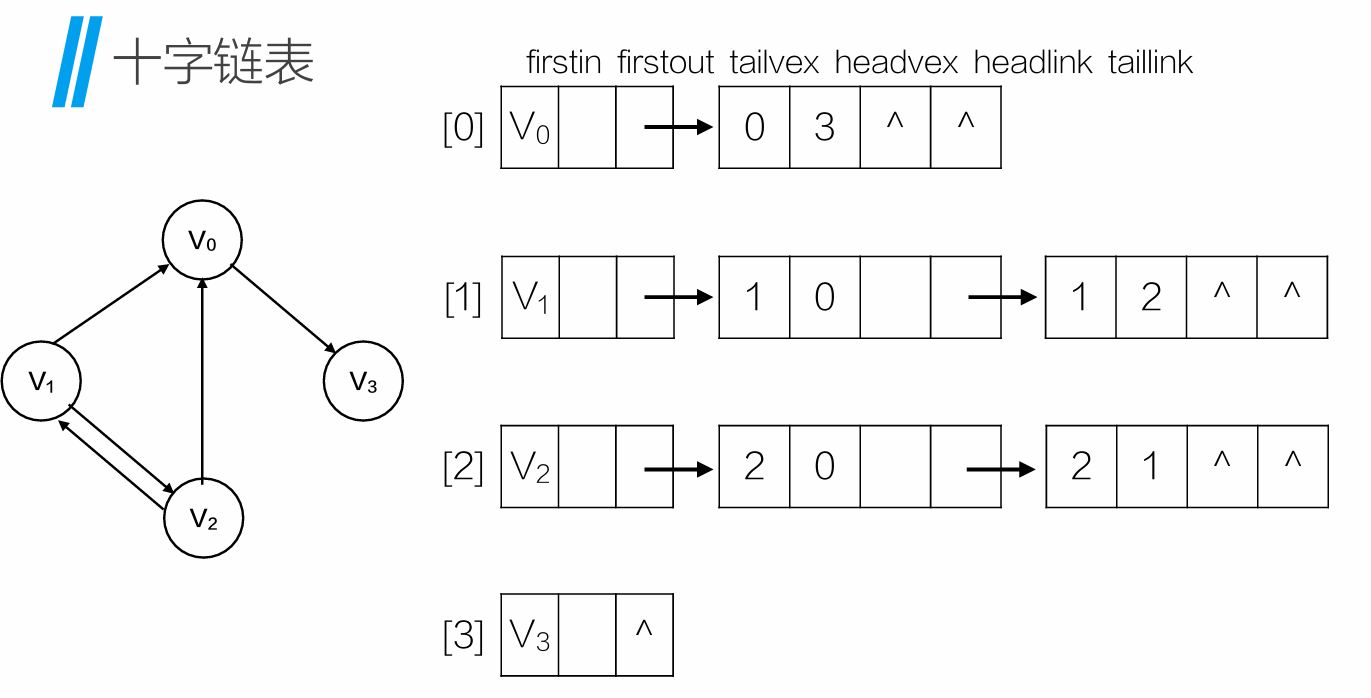 十字链表
firstin firstout tailvex headvex headlink taillink
[0] V₀ 0 3 ^ ^
V₀
[1] V₁ 1 0 1 2 ^ ^
V₁ V₃
[2] V₂ 2 0 2 1 ^ ^
V₂
[3] V₃ ^